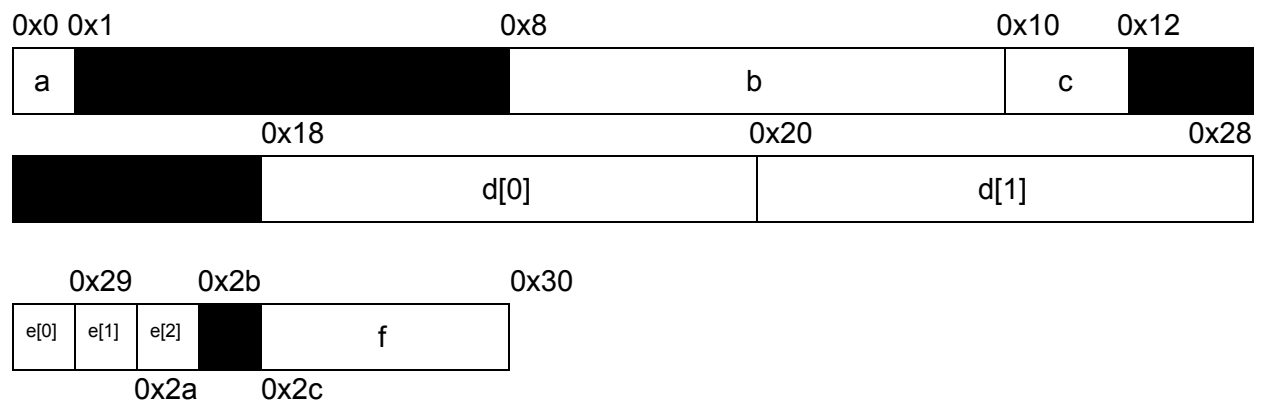 0x0 0x1 0x8 0x10 0x12
a b c
0x18 0x20 0x28
d[0] d[1]
0x29 0x2b 0x30
e[0] e[1] e[2] f
0x2a 0x2c